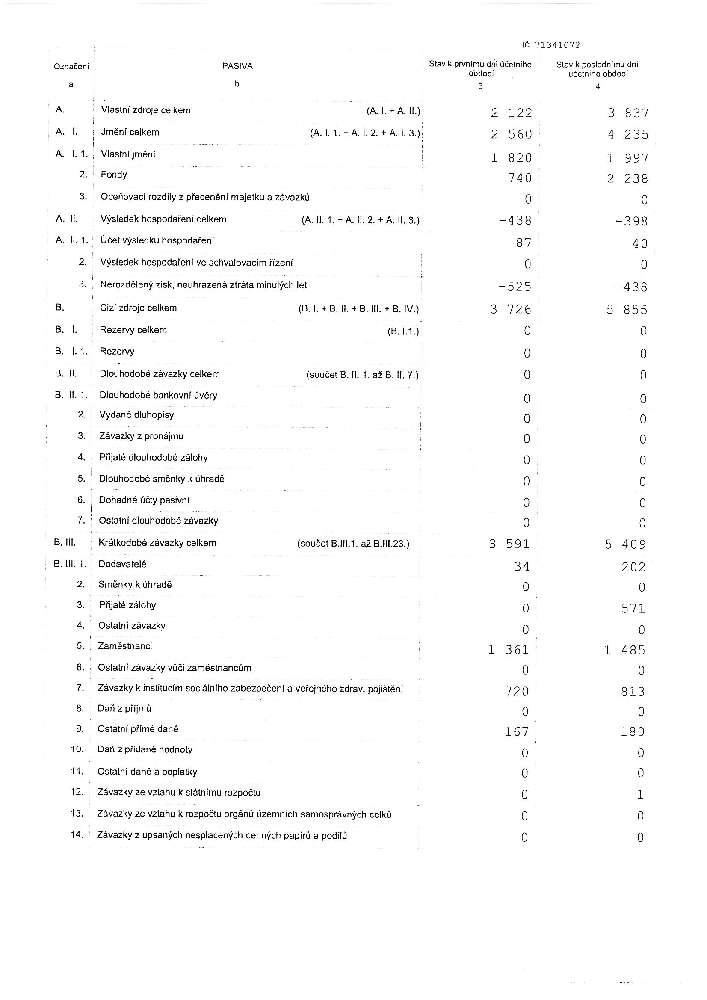 IČ: 71341072
Označení PASIVA Stav k prvnímu dni účetního období Stav k poslednímu dni účetního období
a b 3 4
A. Vlastní zdroje celkem (A. I. + A. II.) 2 122 3 837
A. I. Jmění celkem (A. I. 1. + A. I. 2. + A. I. 3.) 2 560 4 235
A. I. 1. Vlastní jmění 1 820 1 997
2. Fondy 740 2 238
3. Oceňovací rozdíly z přecenění majetku a závazků 0 0
A. II. Výsledek hospodaření celkem (A. II. 1. + A. II. 2. + A. II. 3.) -438 -398
A. II. 1. Účet výsledku hospodaření 87 40
2. Výsledek hospodaření ve schvalovacím řízení 0 0
3. Nerozdělený zisk, neuhrazená ztráta minulých let -525 -438
B. Cizí zdroje celkem (B. I. + B. II. + B. III. + B. IV.) 3 726 5 855
B. I. Rezervy celkem (B. I.1.) 0 0
B. I. 1. Rezervy 0 0
B. II. Dlouhodobé závazky celkem (součet B. II. 1. až B. II. 7.) 0 0
B. II. 1. Dlouhodobé bankovní úvěry 0 0
2. Vydané dluhopisy 0 0
3. Závazky z pronájmu 0 0
4. Přijaté dlouhodobé zálohy 0 0
5. Dlouhodobé směnky k úhradě 0 0
6. Dohadné účty pasivní 0 0
7. Ostatní dlouhodobé závazky 0 0
B. III. Krátkodobé závazky celkem (součet B.III.1. až B.III.23.) 3 591 5 409
B. III. 1. Dodavatelé 34 202
2. Směnky k úhradě 0 0
3. Přijaté zálohy 0 571
4. Ostatní závazky 0 0
5. Zaměstnanci 1 361 1 485
6. Ostatní závazky vůči zaměstnancům 0 0
7. Závazky k institucím sociálního zabezpečení a veřejného zdrav. pojištění 720 813
8. Daň z příjmů 0 0
9. Ostatní přímé daně 167 180
10. Daň z přidané hodnoty 0 0
11. Ostatní daně a poplatky 0 0
12. Závazky ze vztahu k státnímu rozpočtu 0 1
13. Závazky ze vztahu k rozpočtu orgánů územních samosprávných celků 0 0
14. Závazky z upsaných nesplacených cenných papírů a podílů 0 0